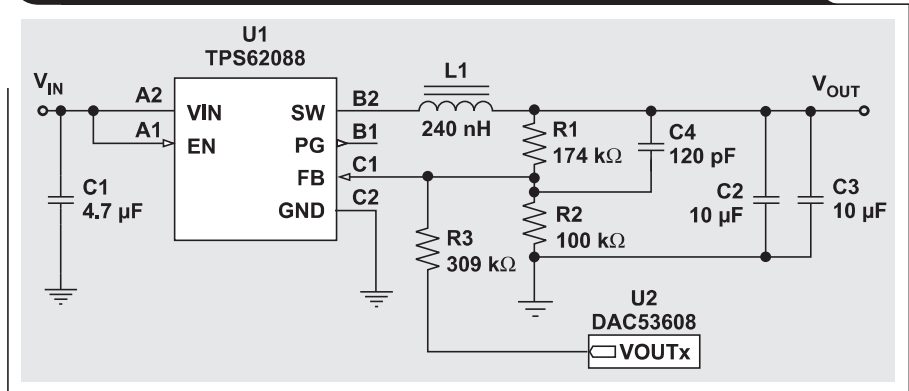 U1
TPS62088
VIN
A2
VIN
A1
EN
SW
B2
PG
B1
FB
C1
GND
C2
L1
240 nH
VOUT
R1
174 kΩ
C4
120 pF
C1
4.7 µF
R2
100 kΩ
C2
10 µF
C3
10 µF
R3
309 kΩ
U2
DAC53608
VOUTx